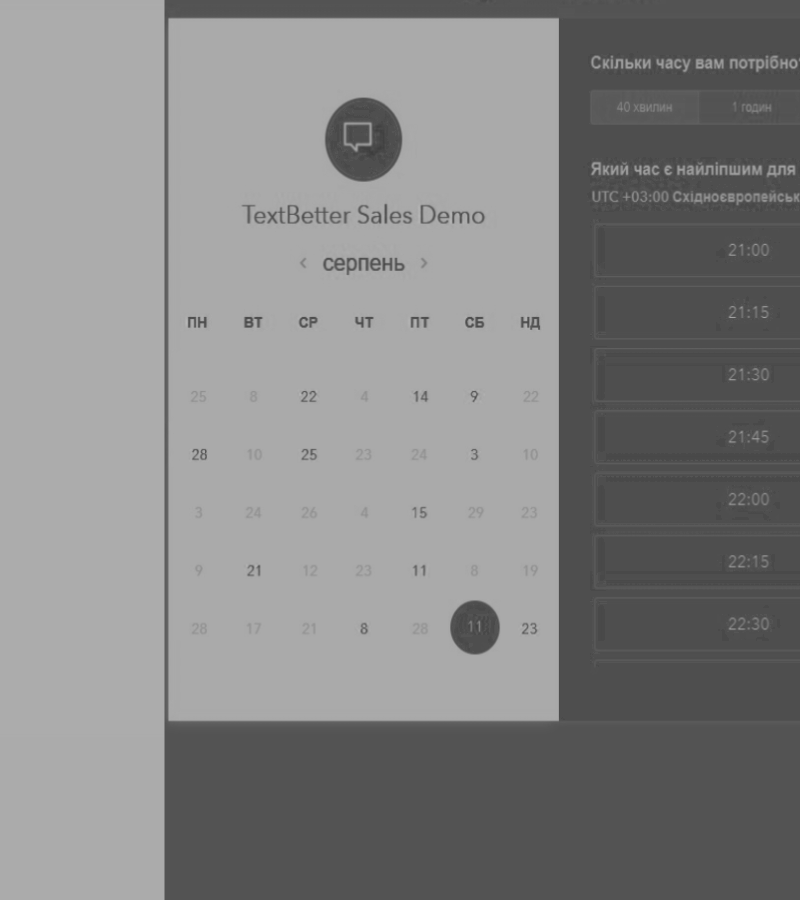 TextBetter Sales Demo
‹ серпень ›
ПН ВТ СР ЧТ ПТ СБ НД
25 8 22 4 14 9 22
28 10 25 23 24 3 10
3 24 26 4 15 29 23
9 21 12 23 11 8 19
28 17 21 8 28 11 23
Скільки часу вам потрібно
40 хвилин 1 годин
Який час є найліпшим для
UTC +03:00 Східноєвропейськ
21:00
21:15
21:30
21:45
22:00
22:15
22:30